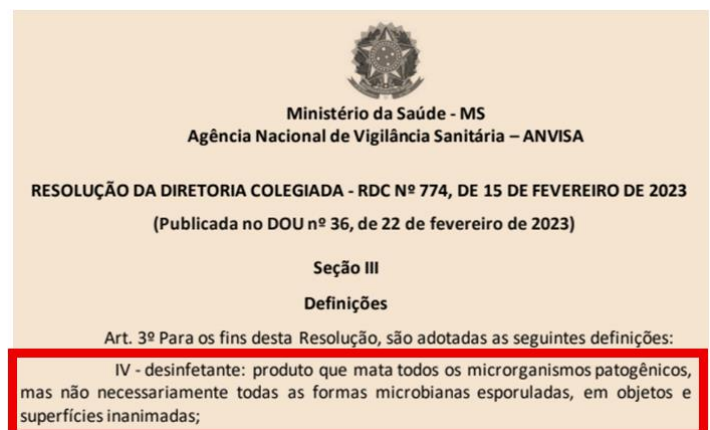 Ministério da Saúde - MS
Agência Nacional de Vigilância Sanitária – ANVISA
RESOLUÇÃO DA DIRETORIA COLEGIADA - RDC Nº 774, DE 15 DE FEVEREIRO DE 2023
(Publicada no DOU nº 36, de 22 de fevereiro de 2023)
Seção III
Definições
Art. 3º Para os fins desta Resolução, são adotadas as seguintes definições:
IV - desinfetante: produto que mata todos os microrganismos patogênicos,
mas não necessariamente todas as formas microbianas esporuladas, em objetos e
superfícies inanimadas;